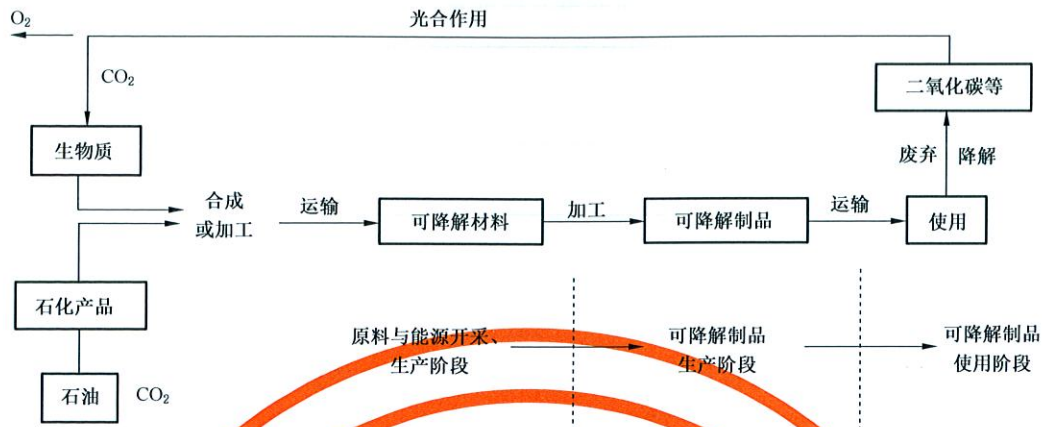 O₂
光合作用
CO₂
二氧化碳等
生物质
废弃 降解
合成
或加工
运输
可降解材料
加工
可降解制品
运输
使用
石化产品
原料与能源开采、
生产阶段
可降解制品
生产阶段
可降解制品
使用阶段
石油
CO₂